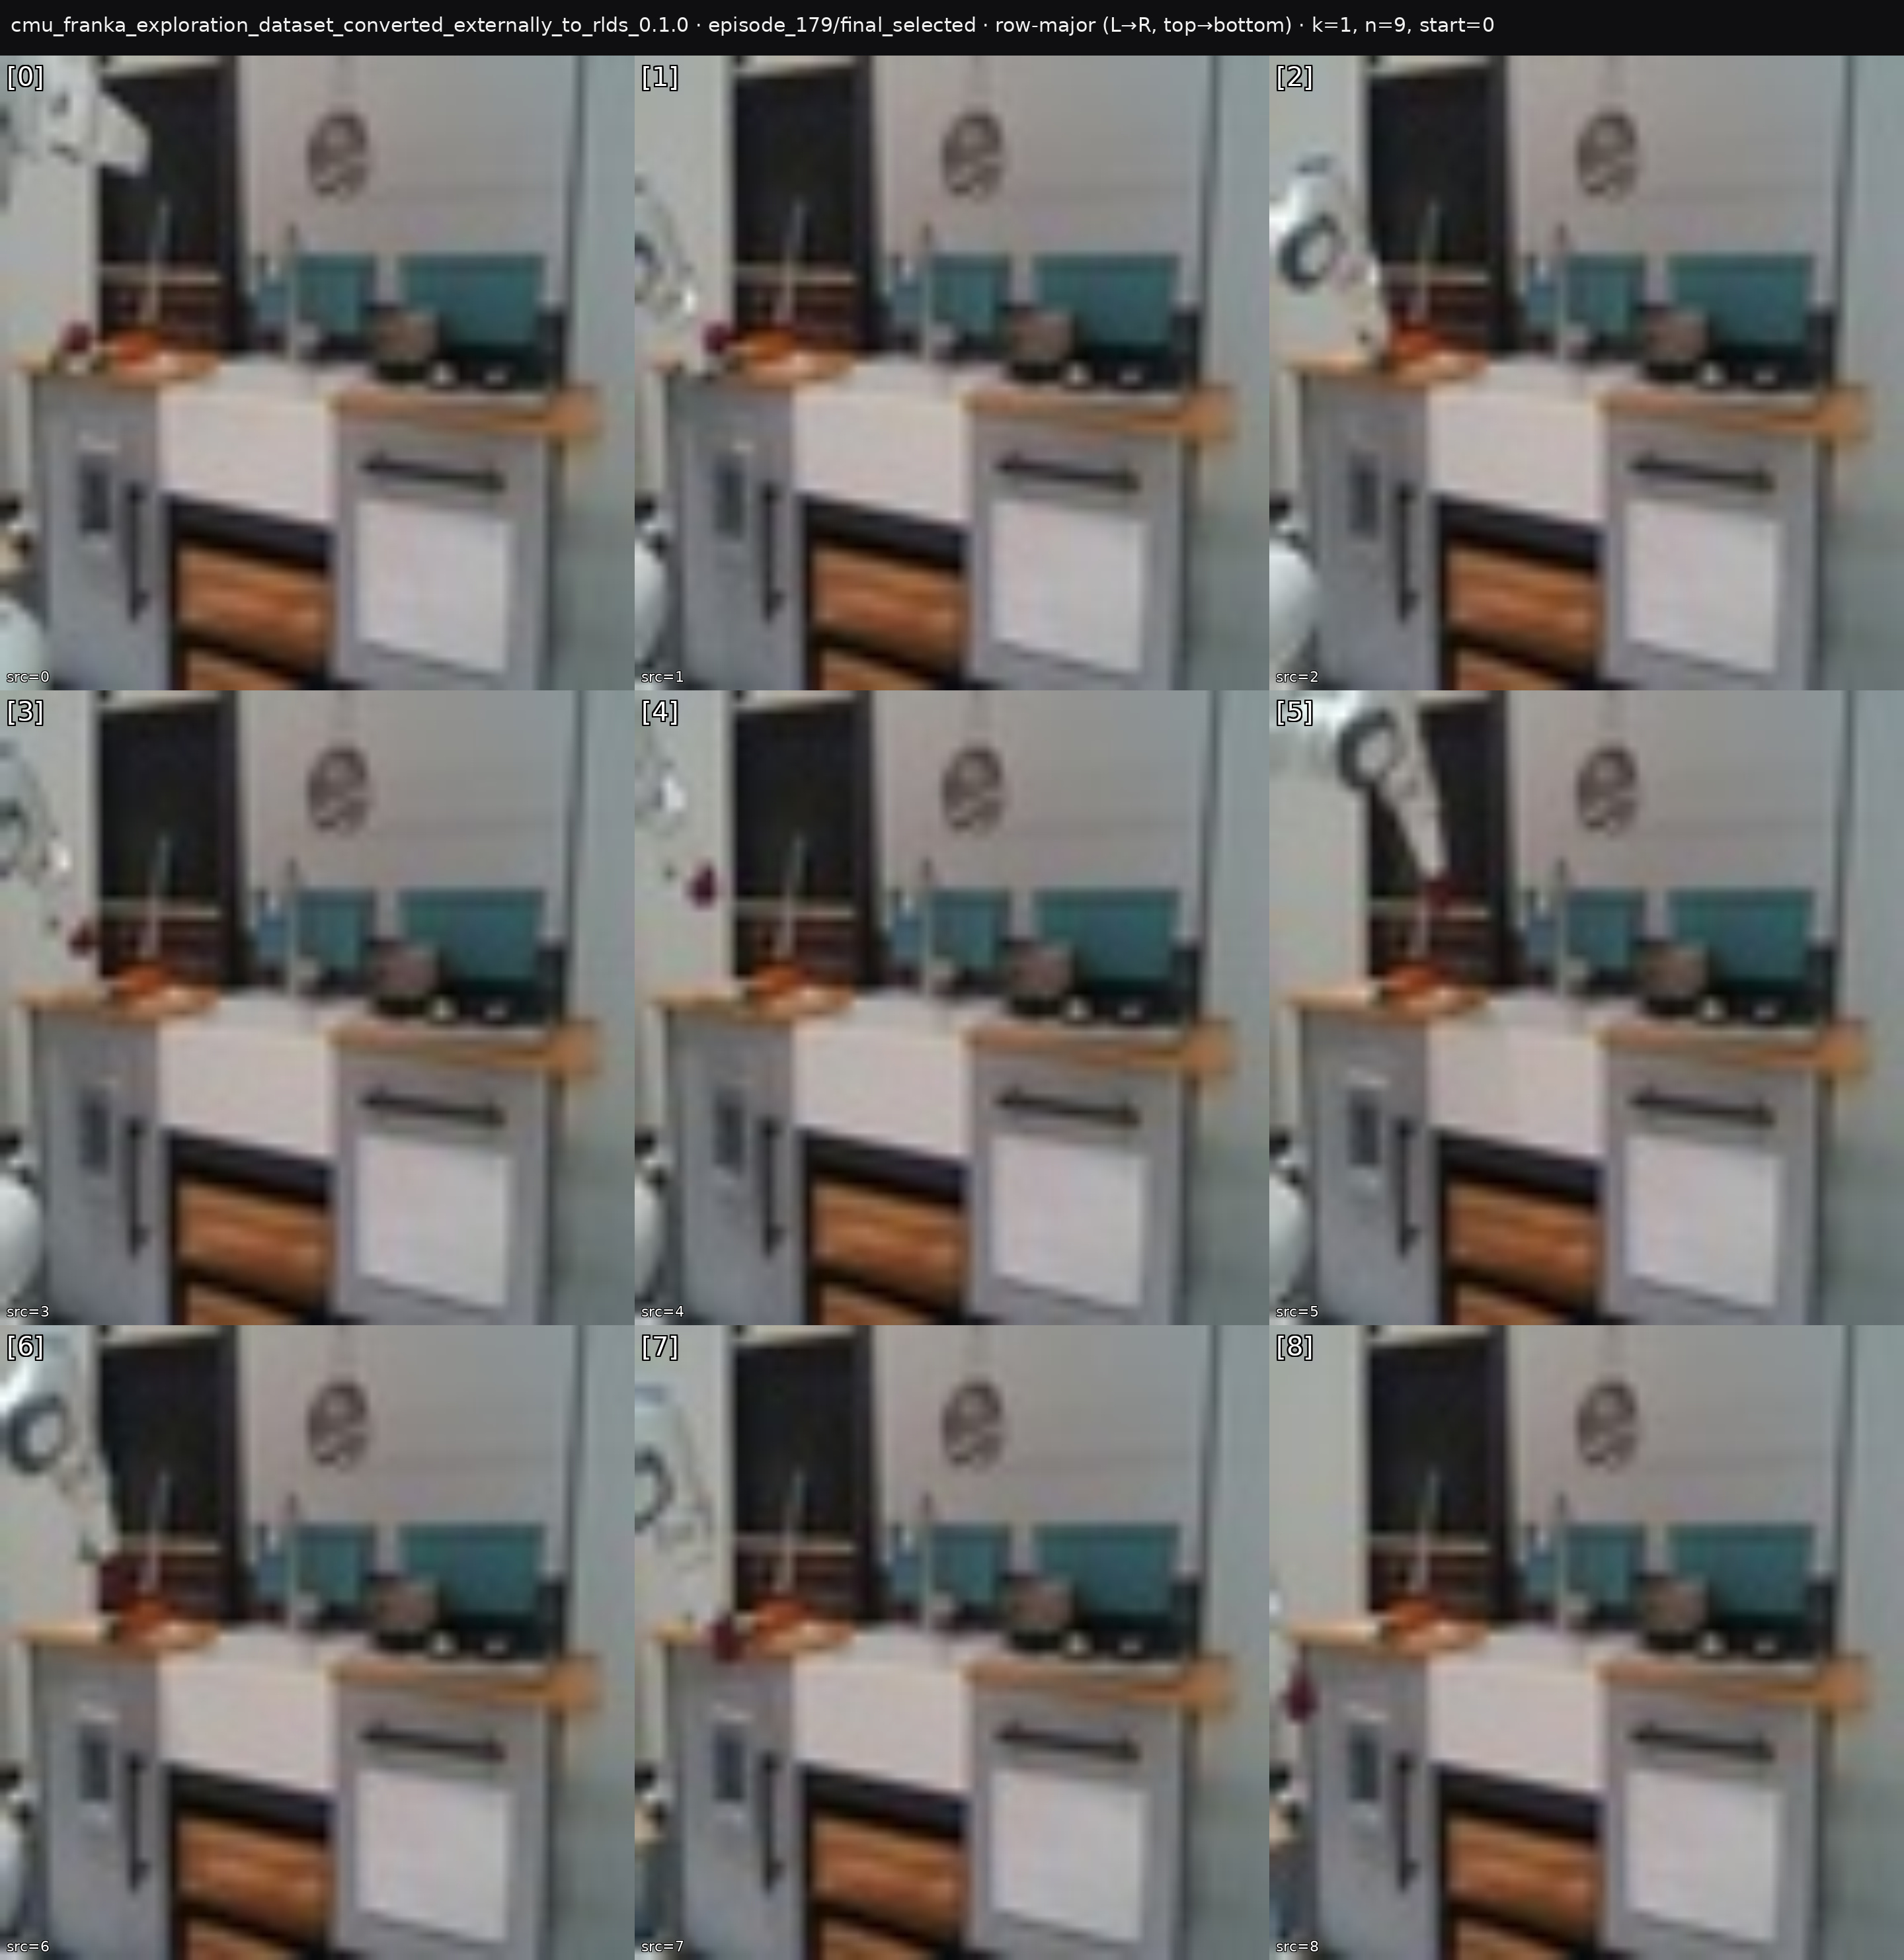 cmu_franka_exploration_dataset_converted_externally_to_rlds_0.1.0 · episode_179/final_selected · row-major (L→R, top→bottom) · k=1, n=9, start=0
[0]
[1]
[2]
src=0
src=1
src=2
[3]
[4]
[5]
src=3
src=4
src=5
[6]
[7]
[8]
src=6
src=7
src=8